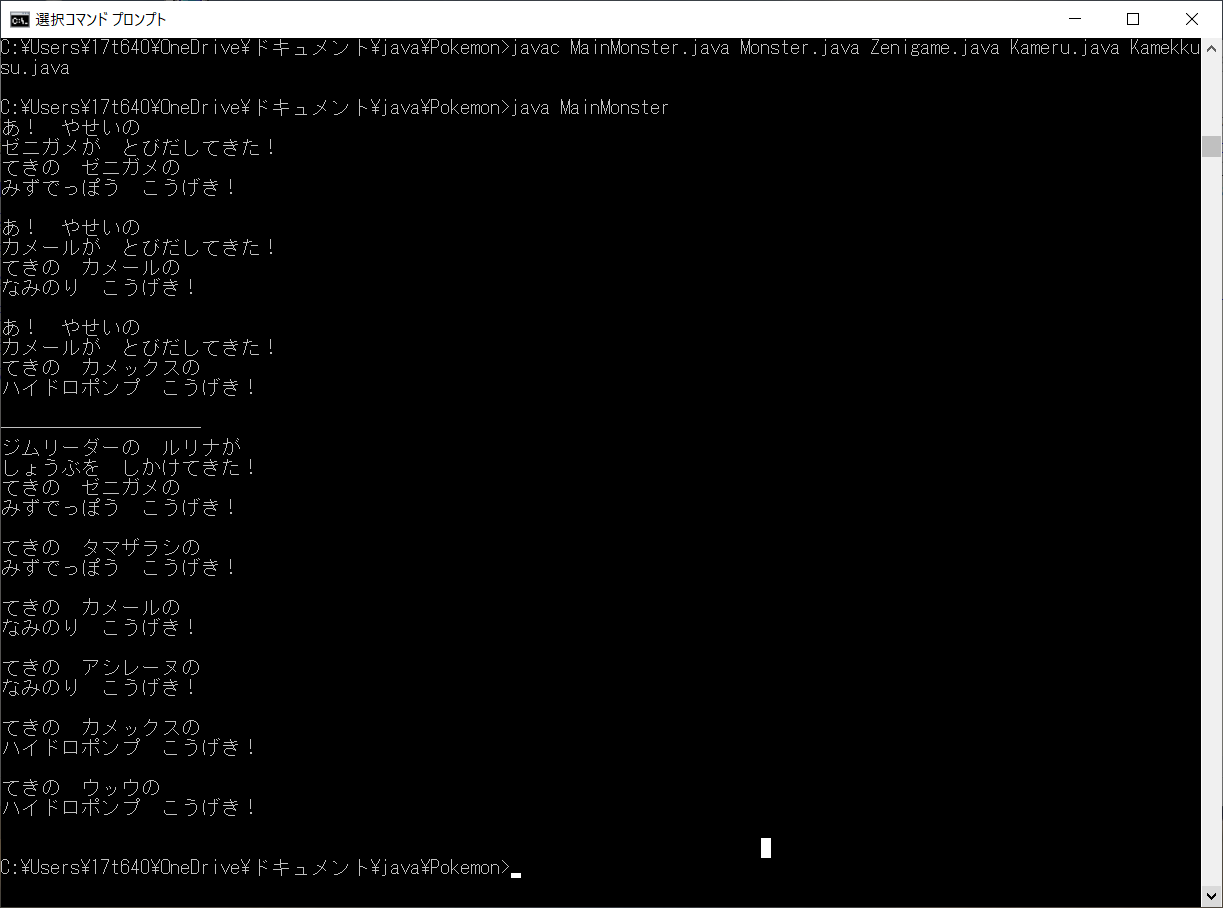 選択コマンド プロンプト
C:¥Users¥17t640¥OneDrive¥ドキュメント¥java¥Pokemon>javac MainMonster.java Monster.java Zenigame.java Kameru.java Kamekku
su.java
C:¥Users¥17t640¥OneDrive¥ドキュメント¥java¥Pokemon>java MainMonster
あ！　やせいの
ゼニガメが　とびだしてきた！
てきの　ゼニガメの
みずでっぽう　こうげき！
あ！　やせいの
カメールが　とびだしてきた！
てきの　カメールの
なみのり　こうげき！
あ！　やせいの
カメールが　とびだしてきた！
てきの　カメックスの
ハイドロポンプ　こうげき！
____________________
ジムリーダーの　ルリナが
しょうぶを　しかけてきた！
てきの　ゼニガメの
みずでっぽう　こうげき！
てきの　タマザラシの
みずでっぽう　こうげき！
てきの　カメールの
なみのり　こうげき！
てきの　アシレーヌの
なみのり　こうげき！
てきの　カメックスの
ハイドロポンプ　こうげき！
てきの　ウッウの
ハイドロポンプ　こうげき！
C:¥Users¥17t640¥OneDrive¥ドキュメント¥java¥Pokemon>